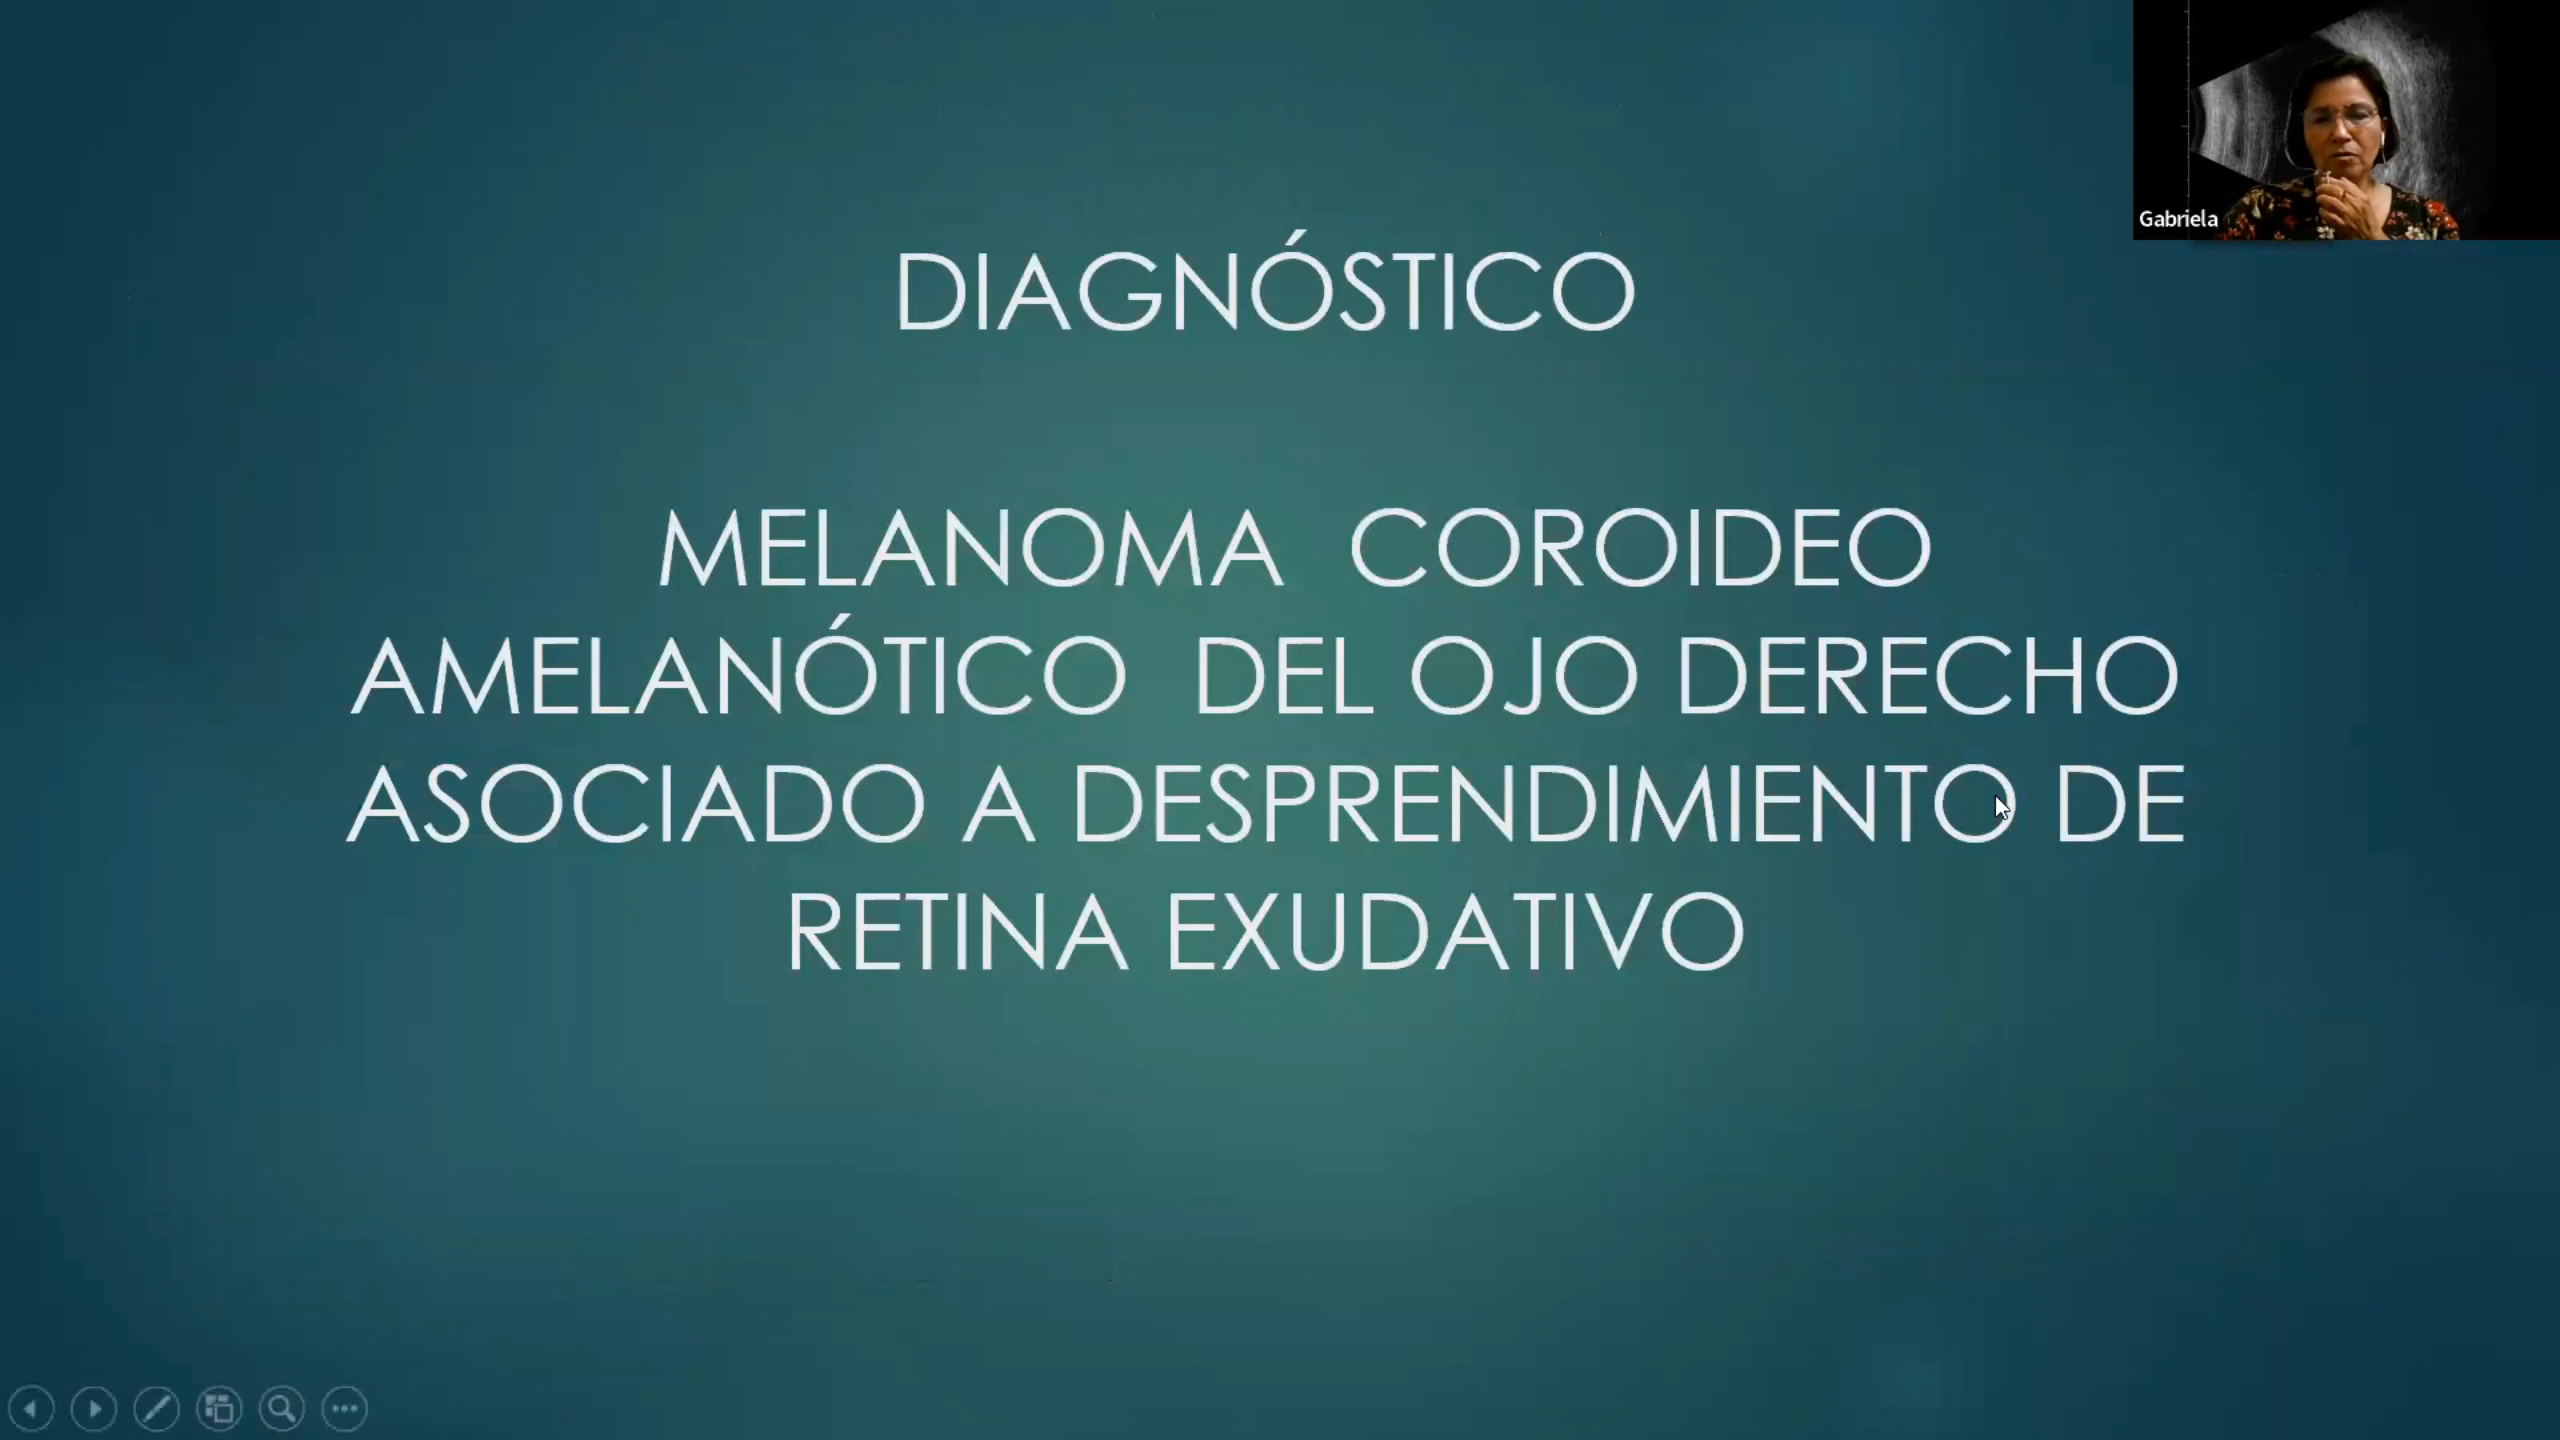 Gabriela
DIAGNÓSTICO
MELANOMA COROIDEO
AMELANÓTICO DEL OJO DERECHO
ASOCIADO A DESPRENDIMIENTO DE
RETINA EXUDATIVO